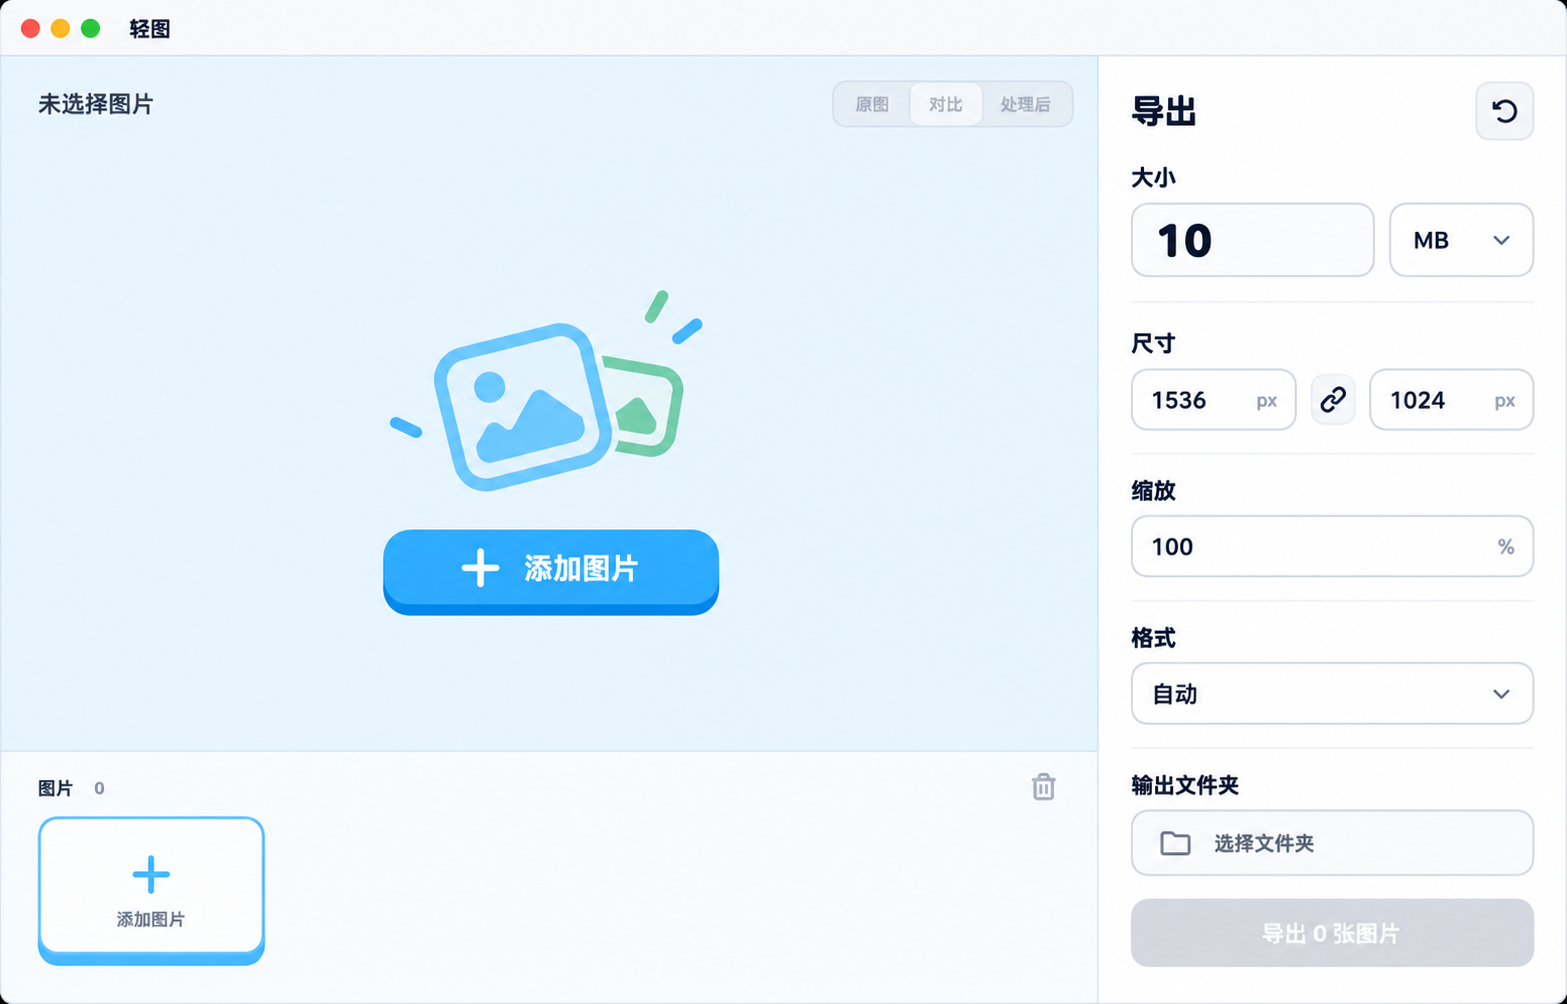 轻图
未选择图片
原图 对比 处理后
添加图片
图片 0
添加图片
导出
大小
10 MB
尺寸
1536 px 1024 px
缩放
100 %
格式
自动
输出文件夹
选择文件夹
导出 0 张图片